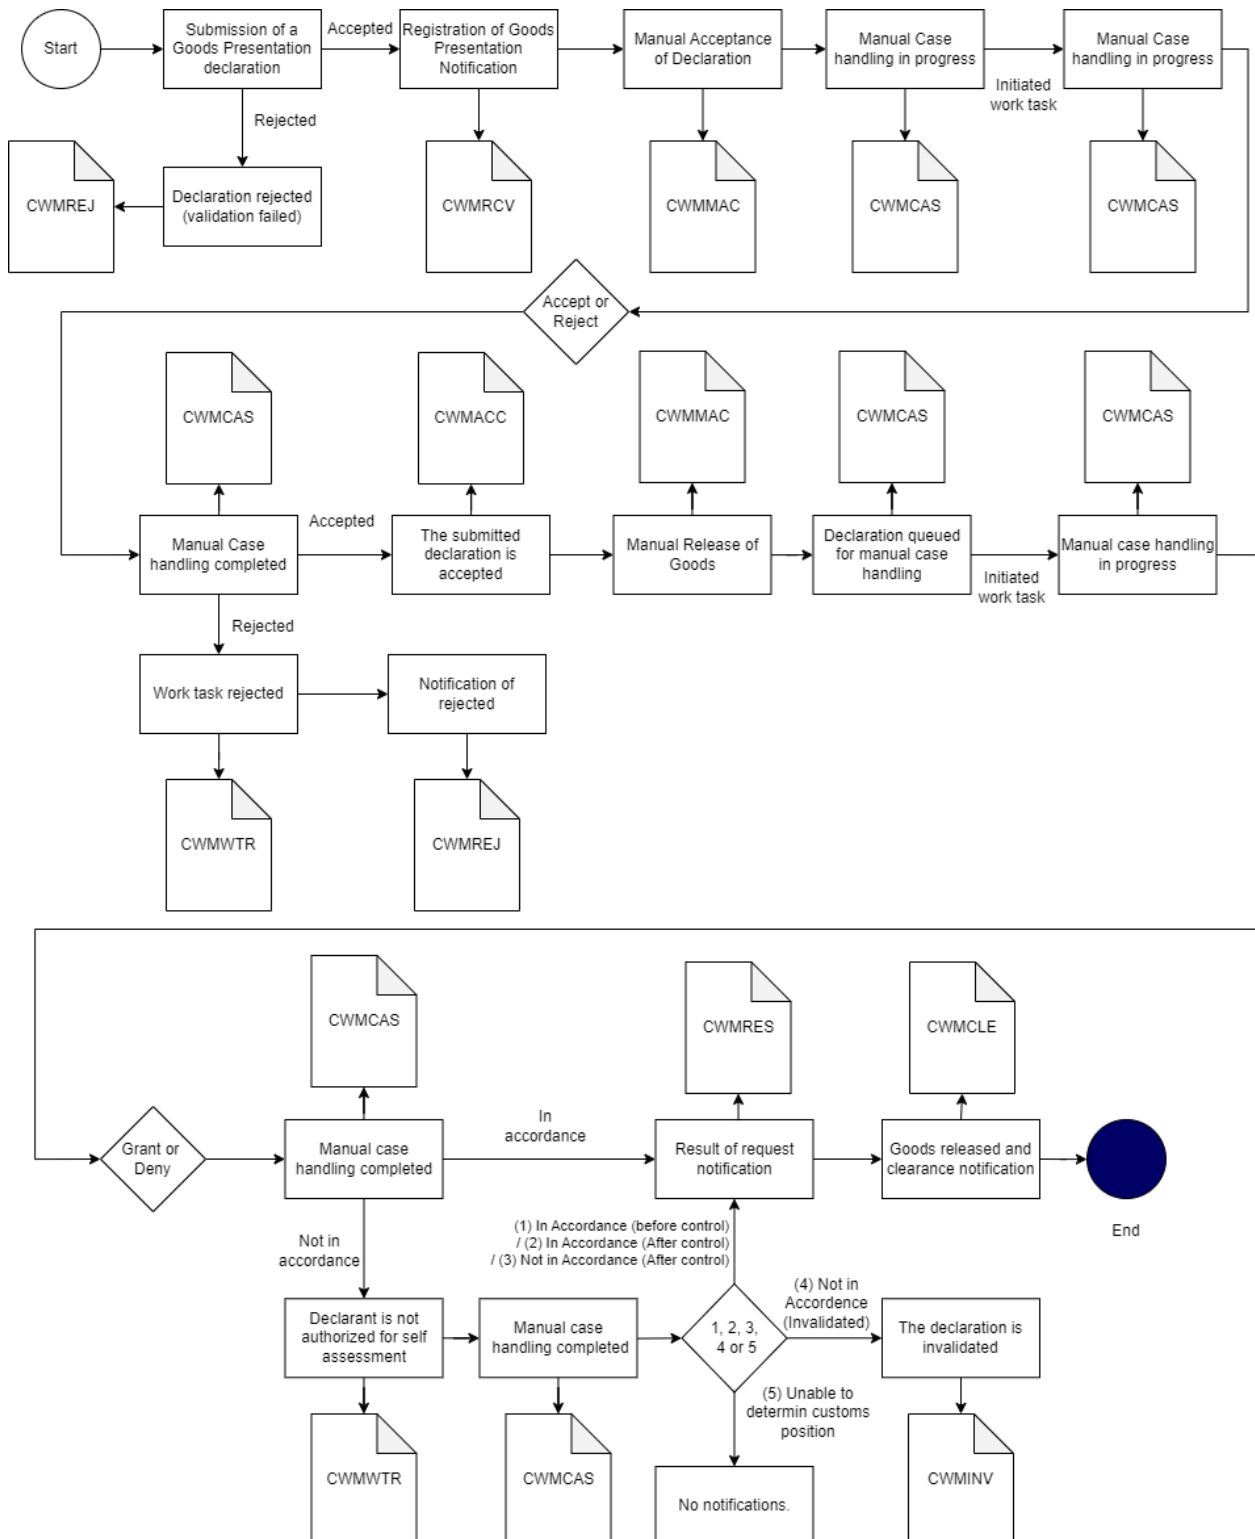 Start
Submission of a
Goods Presentation
declaration
Accepted
Registration of Goods
Presentation
Notification
Manual Acceptance
of Declaration
Manual Case
handling in progress
Initiated
work task
Manual Case
handling in progress
Rejected
CWMREJ
Declaration rejected
(validation failed)
CWMRCV
CWMMAC
CWMCAS
CWMCAS
Accept or
Reject
CWMCAS
CWMACC
CWMMAC
CWMCAS
CWMCAS
Manual Case
handling completed
Accepted
The submitted
declaration is
accepted
Manual Release of
Goods
Declaration queued
for manual case
handling
Initiated
work task
Manual case handling
in progress
Rejected
Work task rejected
Notification of
rejected
CWMWTR
CWMREJ
CWMCAS
CWMRES
CWMCLE
Grant or
Deny
Manual case
handling completed
In
accordance
Result of request
notification
Goods released and
clearance notification
End
Not in
accordance
(1) In Accordance (before control)
/ (2) In Accordance (After control)
/ (3) Not in Accordance (After control)
Declarant is not
authorized for self
assessment
Manual case
handling completed
1, 2, 3,
4 or 5
(4) Not in
Accordence
(Invalidated)
The declaration is
invalidated
(5) Unable to
determin customs
position
CWMWTR
CWMCAS
No notifications.
CWMINV